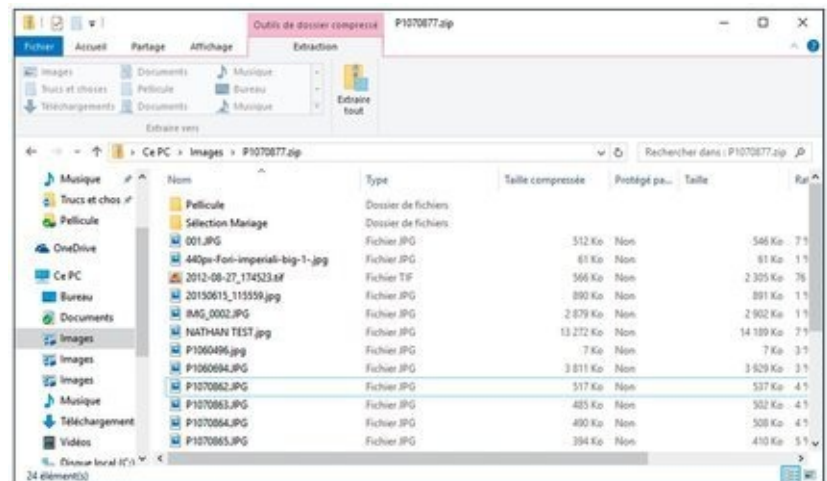 Outils de dossier compressé P1070877.zip
Fichier Accueil Partage Affichage Extraction
Images Documents Musique
Trucs et choses Pellicule Bureau
Téléchargements Documents Musique
Extraire tout
Extraire vers
Ce PC > Images > P1070877.zip Rechercher dans : P1070877.zip
Musique Nom Type Taille compressée Protégé pa... Taille
Trucs et chos Pellicule Dossier de fichiers
Pellicule Sélection Mariage Dossier de fichiers
001.JPG Fichier JPG 512 Ko Non 546 Ko
OneDrive 440px-Fori-imperiali-big-1-.jpg Fichier JPG 61 Ko Non 61 Ko
Ce PC 2012-08-27_174523.tif Fichier TIF 566 Ko Non 2 305 Ko 76
Bureau 20150615_115559.jpg Fichier JPG 890 Ko Non 891 Ko
Documents IMG_0002.JPG Fichier JPG 2 879 Ko Non 2 902 Ko
Images NATHAN TEST.jpg Fichier JPG 13 272 Ko Non 14 189 Ko
P1060496.jpg Fichier JPG 7 Ko Non 7 Ko
Images P1060694.JPG Fichier JPG 3 811 Ko Non 3 929 Ko
Images P1070862.JPG Fichier JPG 517 Ko Non 537 Ko
Musique P1070863.JPG Fichier JPG 485 Ko Non 502 Ko
Téléchargement P1070864.JPG Fichier JPG 490 Ko Non 508 Ko
Vidéos P1070865.JPG Fichier JPG 394 Ko Non 410 Ko
Disque local (C:)
24 élément(s)